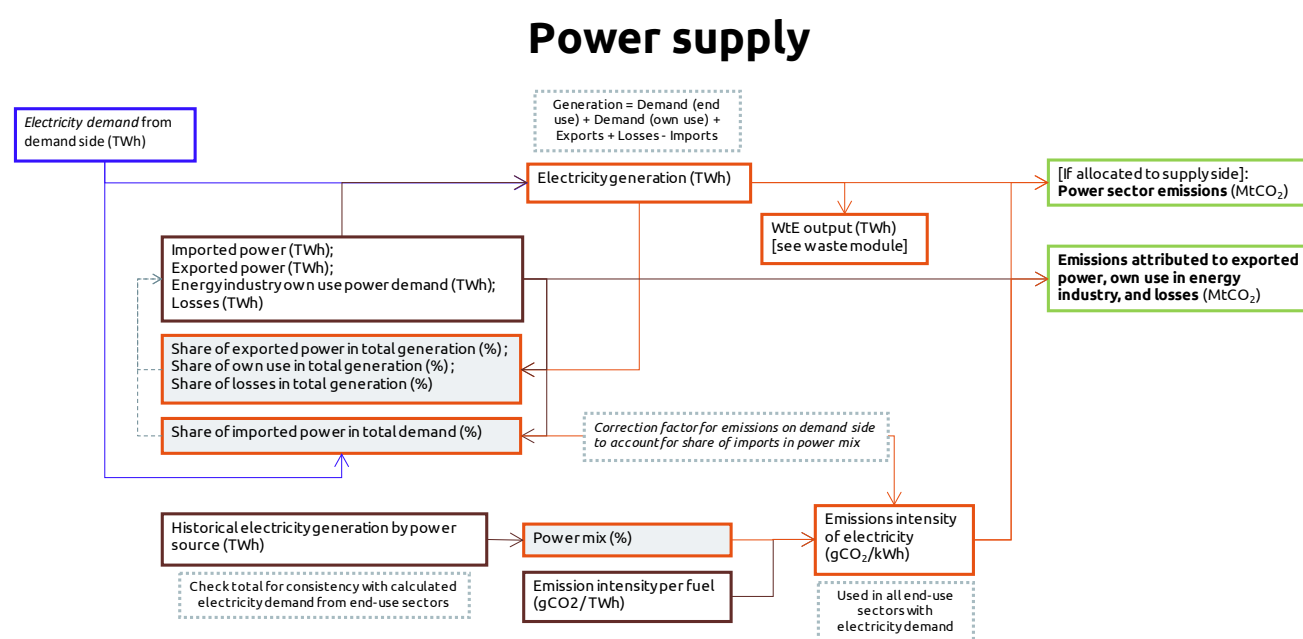 Power supply
Electricity demand from
demand side (TWh)
Generation = Demand (end
use) + Demand (own use) +
Exports + Losses - Imports
Electricity generation (TWh)
[If allocated to supply side]:
Power sector emissions (MtCO₂)
WtE output (TWh)
[see waste module]
Imported power (TWh);
Exported power (TWh);
Energy industry own use power demand (TWh);
Losses (TWh)
Emissions attributed to exported
power, own use in energy
industry, and losses (MtCO₂)
Share of exported power in total generation (%) ;
Share of own use in total generation (%) ;
Share of losses in total generation (%)
Share of imported power in total demand (%)
Correction factor for emissions on demand side
to account for share of imports in power mix
Historical electricity generation by power
source (TWh)
Power mix (%)
Emissions intensity
of electricity
(gCO₂/kWh)
Check total for consistency with calculated
electricity demand from end-use sectors
Emission intensity per fuel
(gCO2/TWh)
Used in all end-use
sectors with
electricity demand